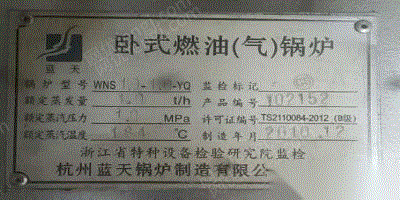 卧式燃油(气)锅炉
蓝天
锅炉型号 WNS -YQ 监检标记
额定蒸发量 t/h 产品编号 102152
额定蒸汽压力 1.0 MPa 许可证编号 TS2110084-2012 (B级)
额定蒸汽温度 184 ℃ 制造年月 2010.12
浙江省特种设备检验研究院监检
杭州蓝天锅炉制造有限公